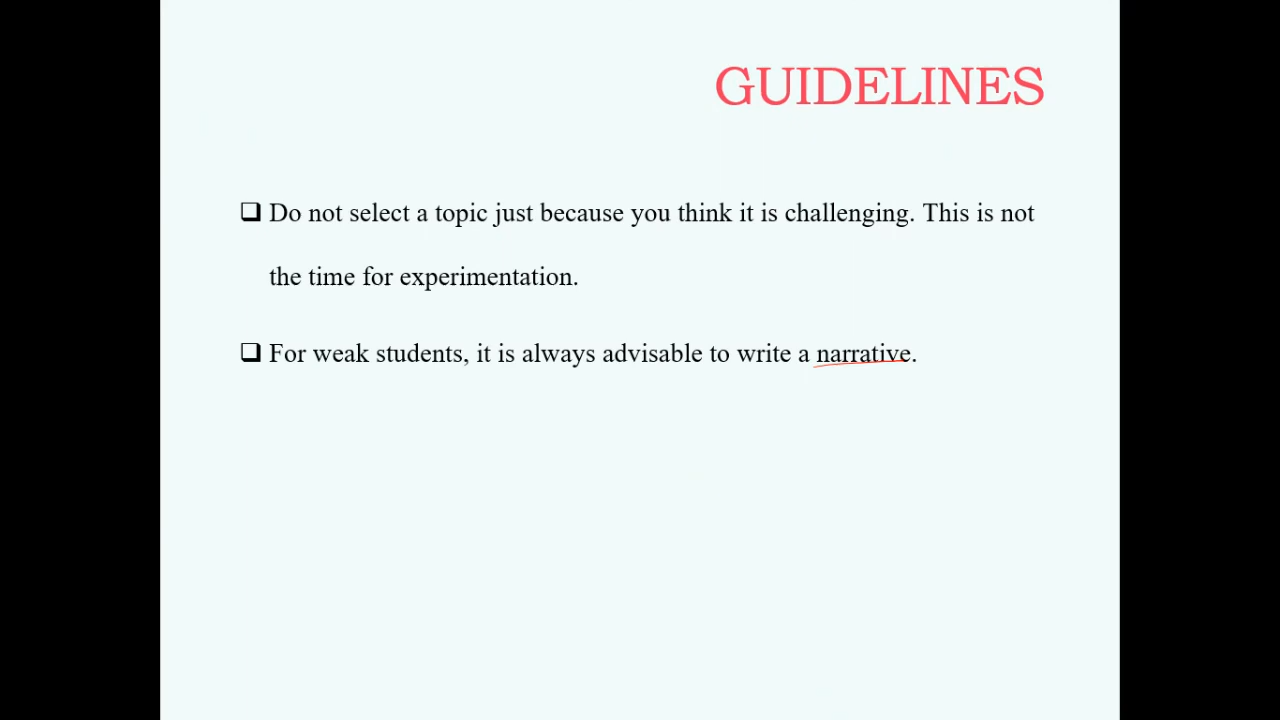 GUIDELINES
❑ Do not select a topic just because you think it is challenging. This is not
the time for experimentation.
❑ For weak students, it is always advisable to write a narrative.